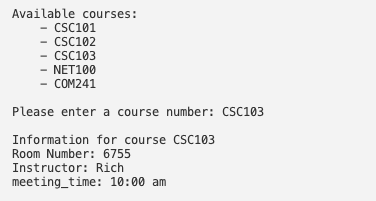 Available courses:
    – CSC101
    – CSC102
    – CSC103
    – NET100
    – COM241

Please enter a course number: CSC103

Information for course CSC103
Room Number: 6755
Instructor: Rich
meeting_time: 10:00 am